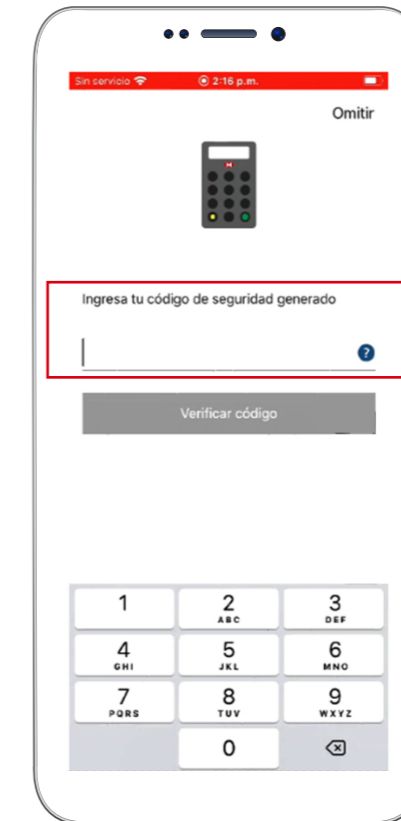 Sin servicio 2:16 p.m.
Omitir
Ingresa tu código de seguridad generado
?
Verificar código
1 2 3
ABC DEF
4 5 6
GHI JKL MNO
7 8 9
PQRS TUV WXYZ
0